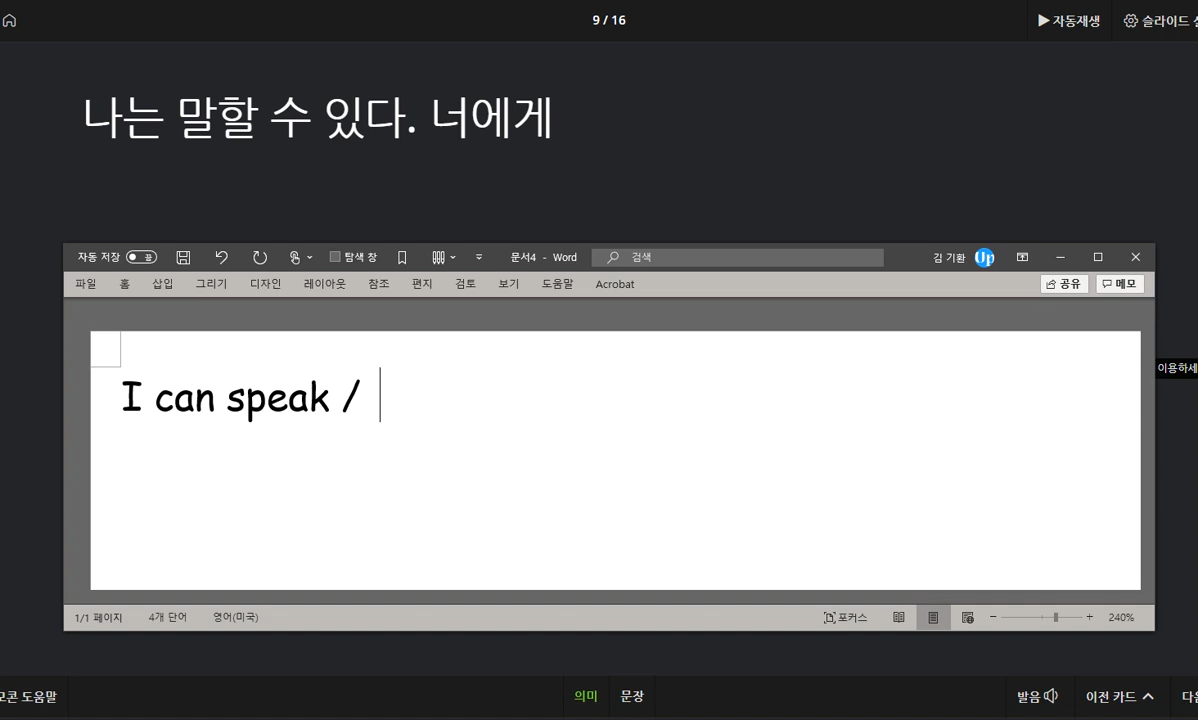 9 / 16
자동재생
슬라이드
나는 말할 수 있다. 너에게
자동 저장 끔 탐색 창 문서4 - Word 검색 김 기환 Up
파일 홈 삽입 그리기 디자인 레이아웃 참조 편지 검토 보기 도움말 Acrobat 공유 메모
이용하세
I can speak /
1/1 페이지 4개 단어 영어(미국) 포커스 240%
도움말 의미 문장 발음 이전 카드